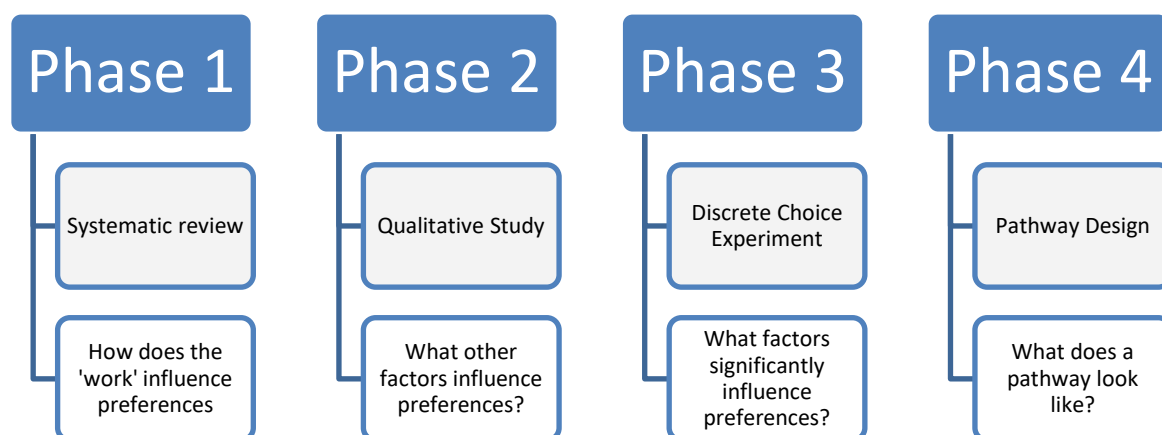 Phase 1
Systematic review
How does the
'work' influence
preferences
Phase 2
Qualitative Study
What other
factors influence
preferences?
Phase 3
Discrete Choice
Experiment
What factors
significantly
influence
preferences?
Phase 4
Pathway Design
What does a
pathway look
like?